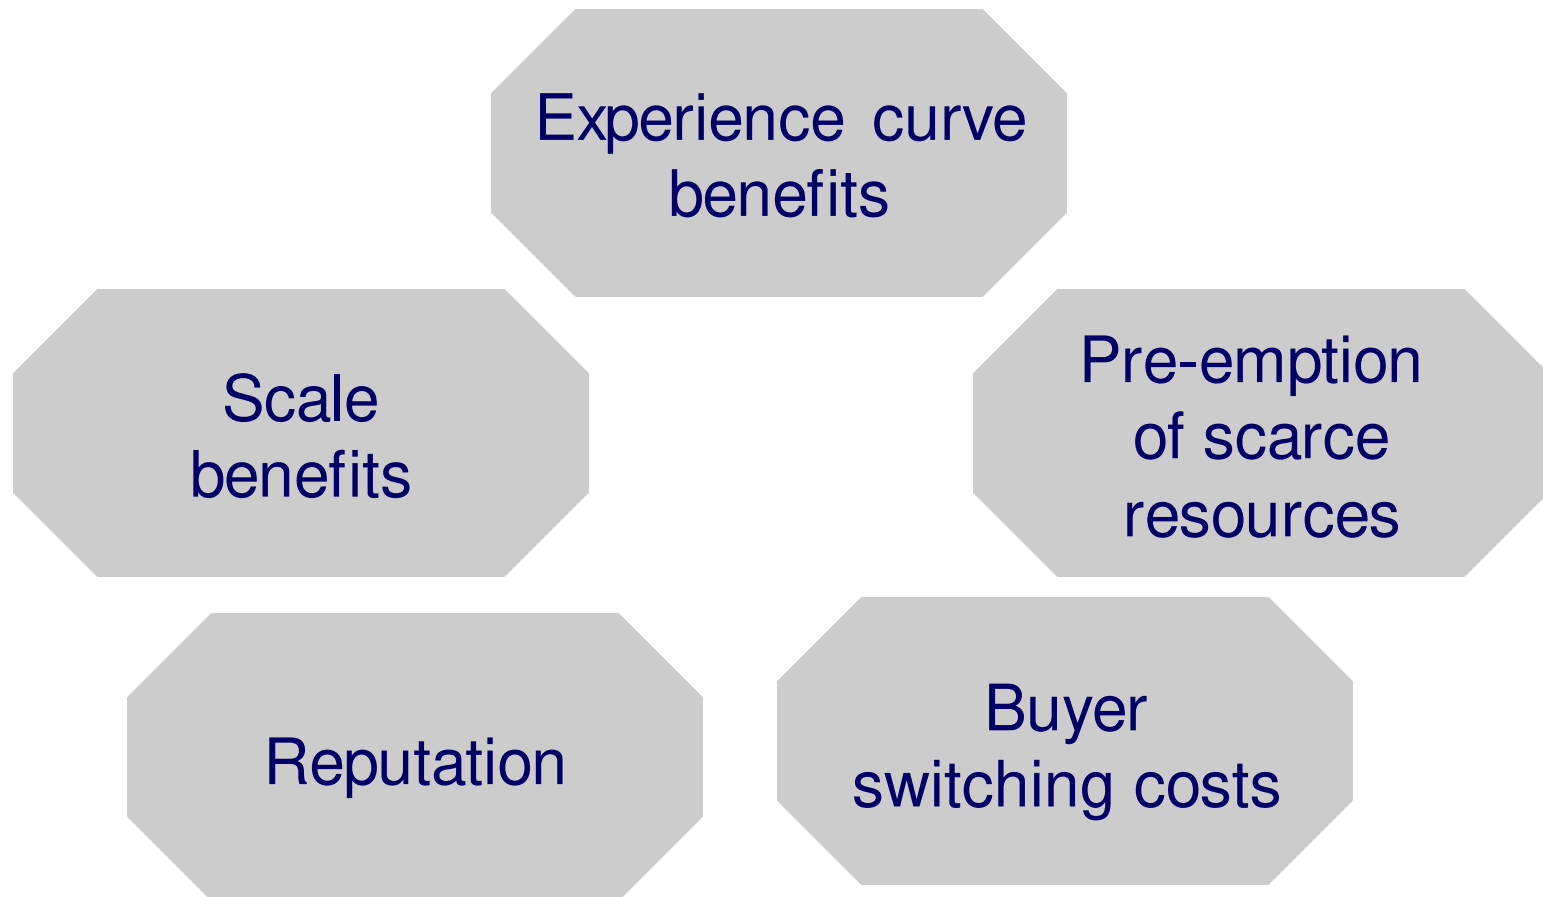 Experience curve
benefits
Scale
benefits
Pre-emption
of scarce
resources
Reputation
Buyer
switching costs